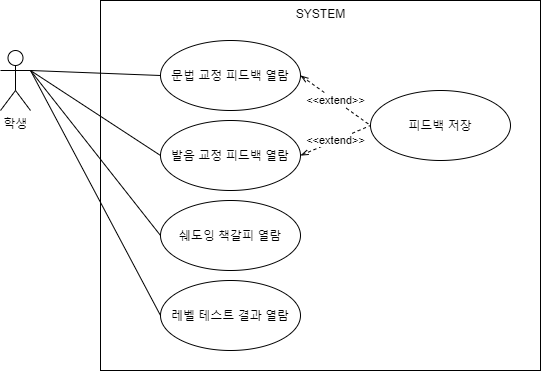 SYSTEM
문법 교정 피드백 열람
<<extend>>
피드백 저장
학생
<<extend>>
발음 교정 피드백 열람
쉐도잉 책갈피 열람
레벨 테스트 결과 열람